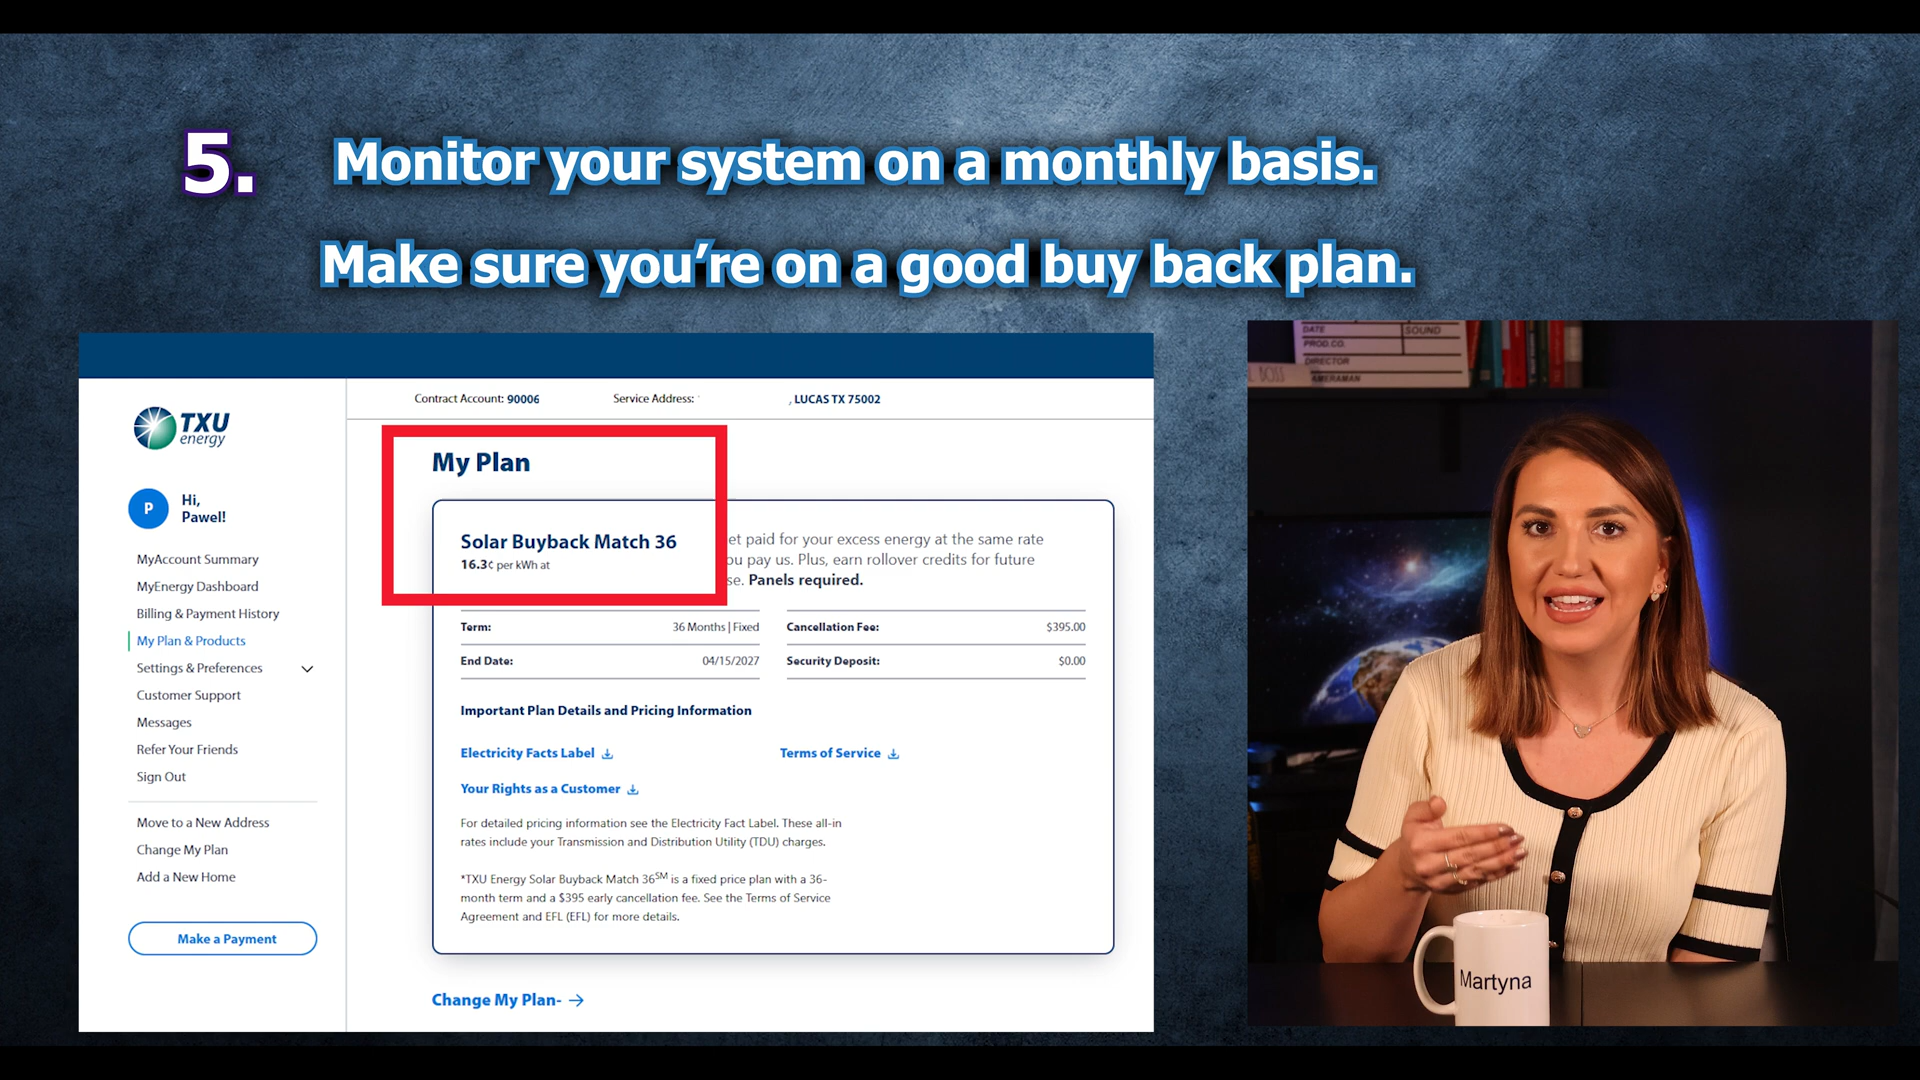 5.
Monitor your system on a monthly basis.
Make sure you're on a good buy back plan.
Contract Account: 90006
Service Address:
, LUCAS TX 75002
TXU
energy
P
Hi,
Pawel!
MyAccount Summary
MyEnergy Dashboard
Billing & Payment History
My Plan & Products
Settings & Preferences
Customer Support
Messages
Refer Your Friends
Sign Out
Move to a New Address
Change My Plan
Add a New Home
Make a Payment
My Plan
Solar Buyback Match 36
16.3¢ per kWh at
et paid for your excess energy at the same rate
ou pay us. Plus, earn rollover credits for future
se. Panels required.
Term: 36 Months | Fixed
Cancellation Fee: $395.00
End Date: 04/15/2027
Security Deposit: $0.00
Important Plan Details and Pricing Information
Electricity Facts Label
Terms of Service
Your Rights as a Customer
For detailed pricing information see the Electricity Fact Label. These all-in
rates include your Transmission and Distribution Utility (TDU) charges.
*TXU Energy Solar Buyback Match 36SM is a fixed price plan with a 36-
month term and a $395 early cancellation fee. See the Terms of Service
Agreement and EFL (EFL) for more details.
Change My Plan-
DATE SOUND
PROD.CO.
DIRECTOR
AMERAMAN
BOSS
Martyna